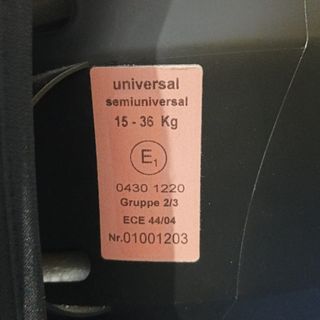 universal
semiuniversal
15 - 36 Kg
E1
0430 1220
Gruppe 2/3
ECE 44/04
Nr.01001203